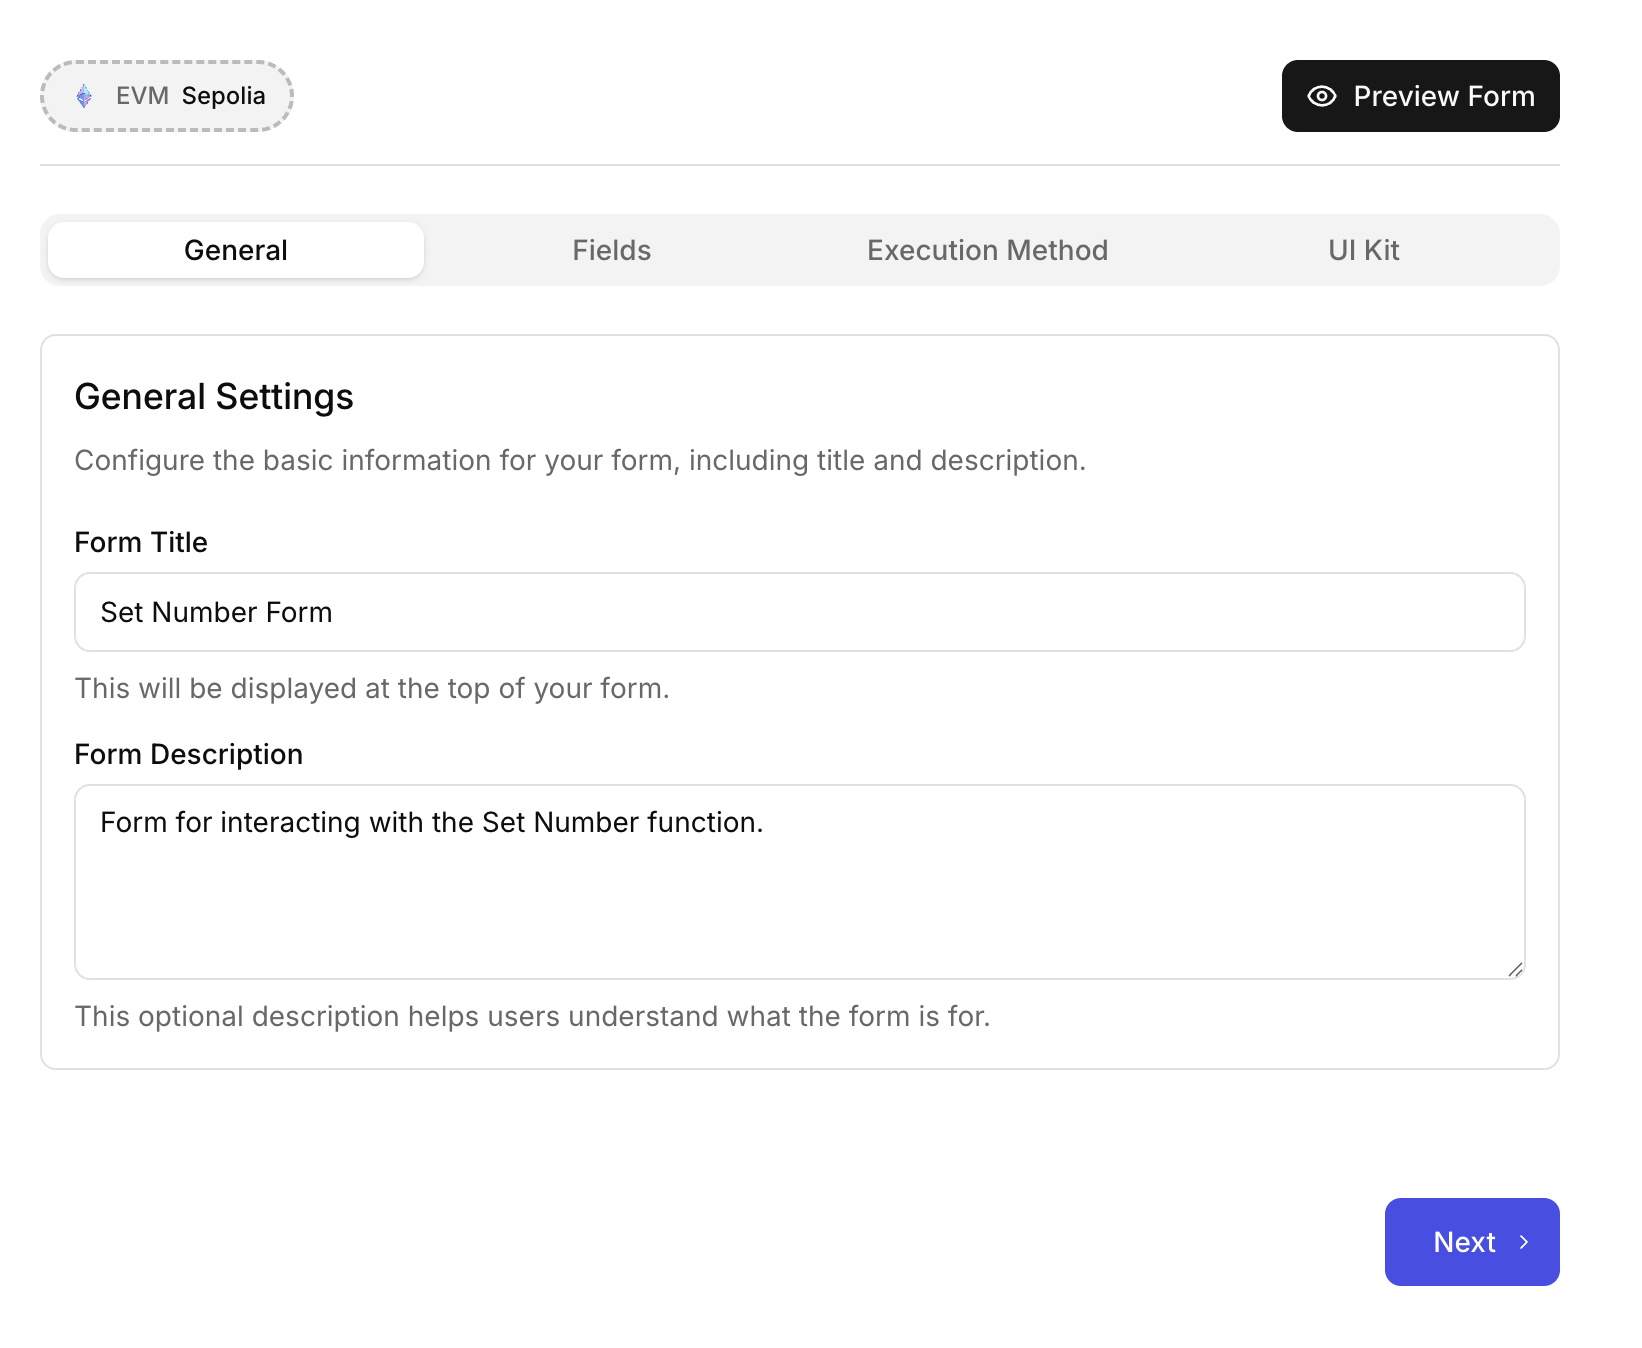 EVM Sepolia
Preview Form
General
Fields
Execution Method
UI Kit
General Settings
Configure the basic information for your form, including title and description.
Form Title
Set Number Form
This will be displayed at the top of your form.
Form Description
Form for interacting with the Set Number function.
This optional description helps users understand what the form is for.
Next